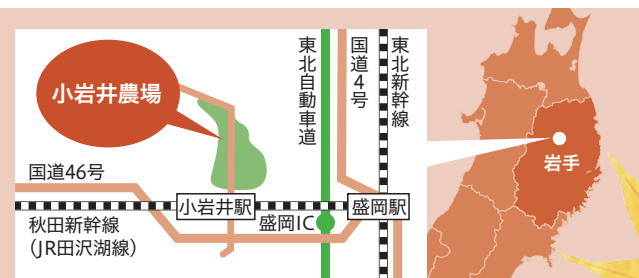 小岩井農場
東北自動車道
国道4号
東北新幹線
国道46号
小岩井駅
盛岡駅
盛岡IC
秋田新幹線
(JR田沢湖線)
岩手